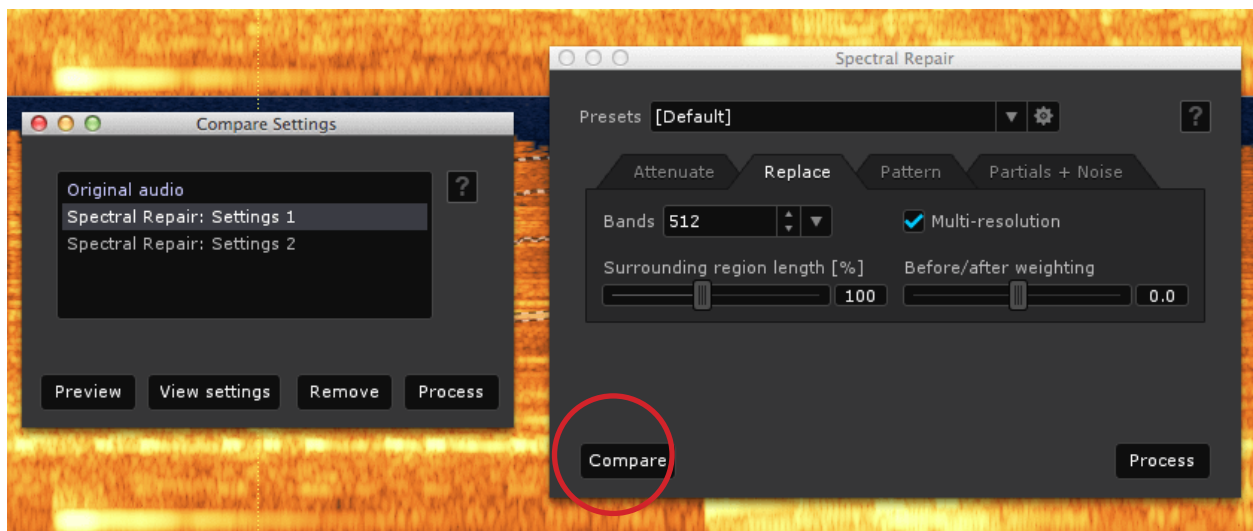 Compare Settings
Original audio
?
Spectral Repair: Settings 1
Spectral Repair: Settings 2
Preview View settings Remove Process
Spectral Repair
Presets [Default] ?
Attenuate Replace Pattern Partials + Noise
Bands 512 Multi-resolution
Surrounding region length [%] Before/after weighting
100 0.0
Compare Process